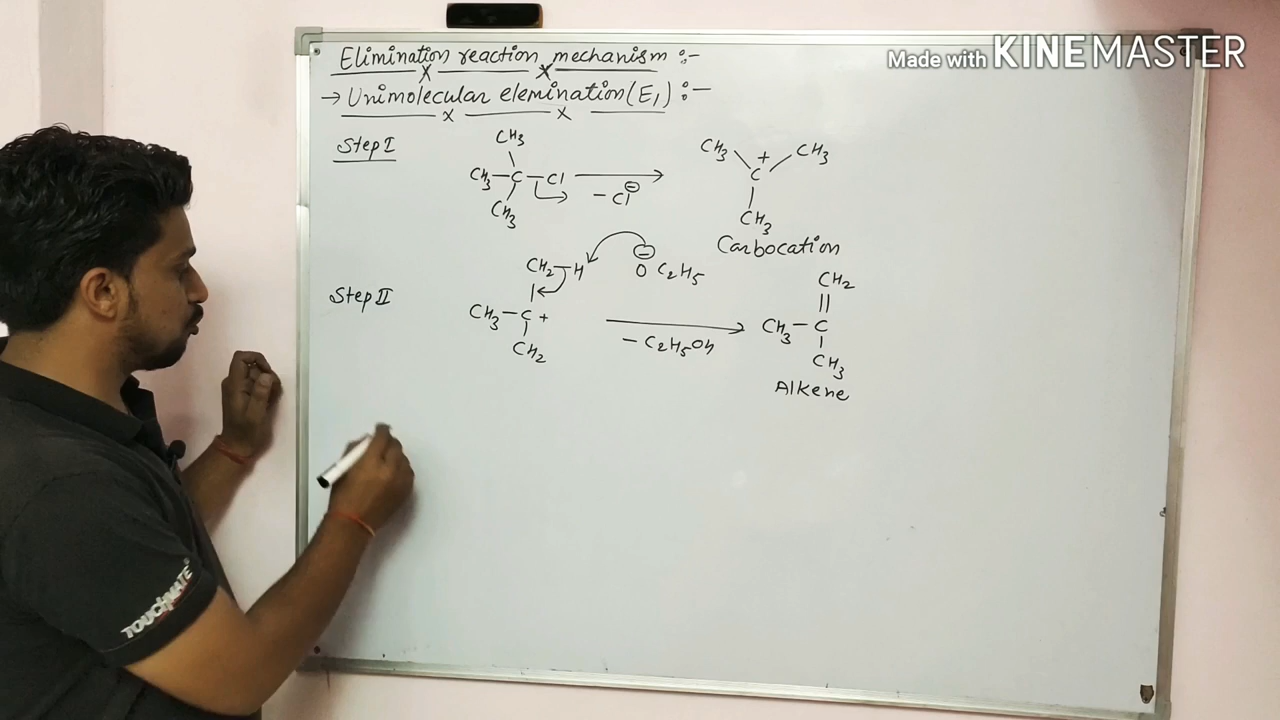 Made with KINEMASTER
Elimination reaction mechanism :-
→ Unimolecular elemination (E1) :-
Step I
CH3
CH3-C-Cl
CH3
- Cl⊖
CH3 CH3
+
C
CH3
Carbocation
Step II
CH2-H
⊖
O C2H5
CH3-C+
CH2
- C2H5OH
CH2
||
CH3-C
CH3
Alkene
TOUCHMATE